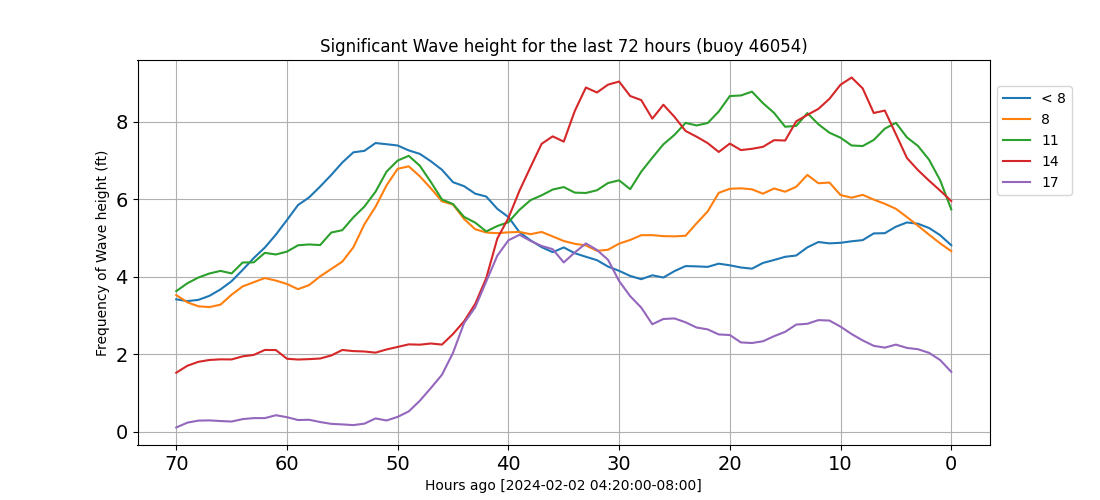 Significant Wave height for the last 72 hours (buoy 46054)
Frequency of Wave height (ft)
8
6
4
2
0
70 60 50 40 30 20 10 0
Hours ago [2024-02-02 04:20:00-08:00]
< 8
8
11
14
17